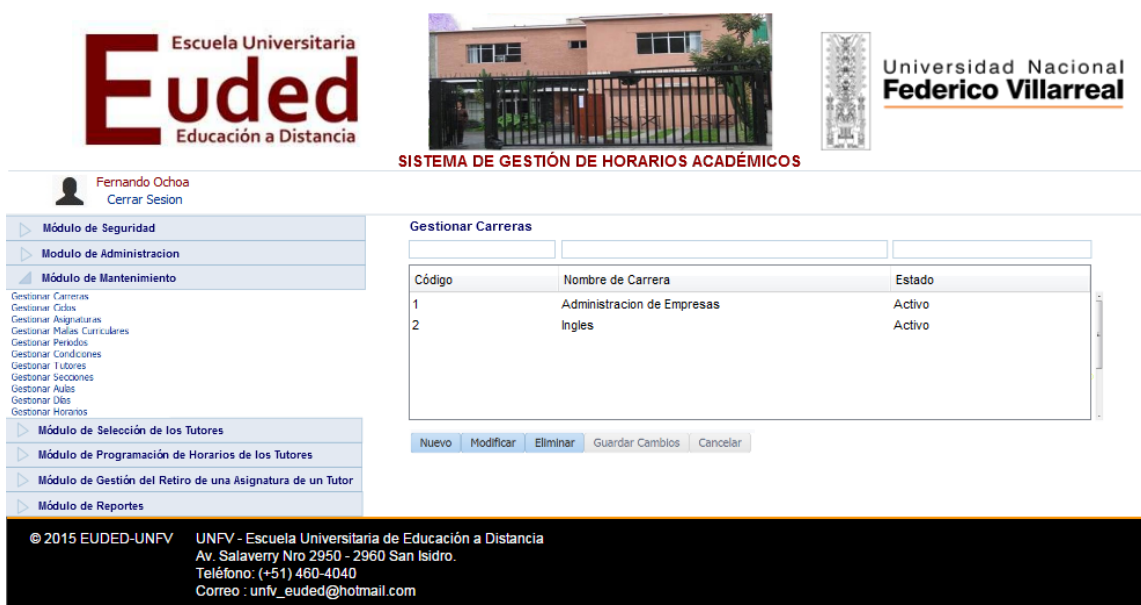 Escuela Universitaria
Euded
Educación a Distancia
Universidad Nacional
Federico Villarreal
SISTEMA DE GESTIÓN DE HORARIOS ACADÉMICOS
Fernando Ochoa
Cerrar Sesion
Módulo de Seguridad
Modulo de Administracion
Módulo de Mantenimiento
Gestionar Carreras
Gestionar Ciclos
Gestionar Asignaturas
Gestionar Mallas Curriculares
Gestionar Periodos
Gestionar Condicones
Gestionar Tutores
Gestionar Secciones
Gestionar Aulas
Gestionar Días
Gestionar Horarios
Módulo de Selección de los Tutores
Módulo de Programación de Horarios de los Tutores
Módulo de Gestión del Retiro de una Asignatura de un Tutor
Módulo de Reportes
Gestionar Carreras
Código Nombre de Carrera Estado
1 Administracion de Empresas Activo
2 Ingles Activo
Nuevo Modificar Eliminar Guardar Cambios Cancelar
© 2015 EUDED-UNFV UNFV - Escuela Universitaria de Educación a Distancia
Av. Salaverry Nro 2950 - 2960 San Isidro.
Teléfono: (+51) 460-4040
Correo : unfv_euded@hotmail.com